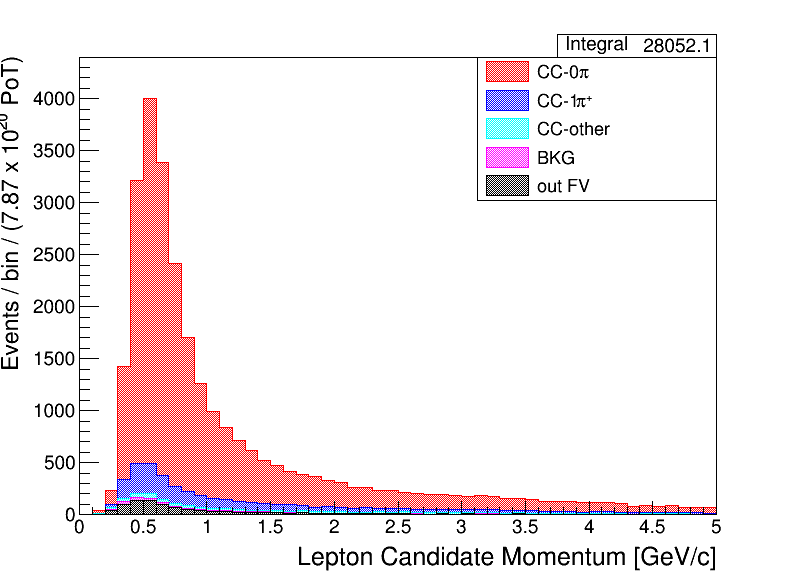 Integral 28052.1
CC-0π
CC-1π⁺
CC-other
BKG
out FV
Events / bin / (7.87 x 10²⁰ PoT)
4000
3500
3000
2500
2000
1500
1000
500
0
0 0.5 1 1.5 2 2.5 3 3.5 4 4.5 5
Lepton Candidate Momentum [GeV/c]